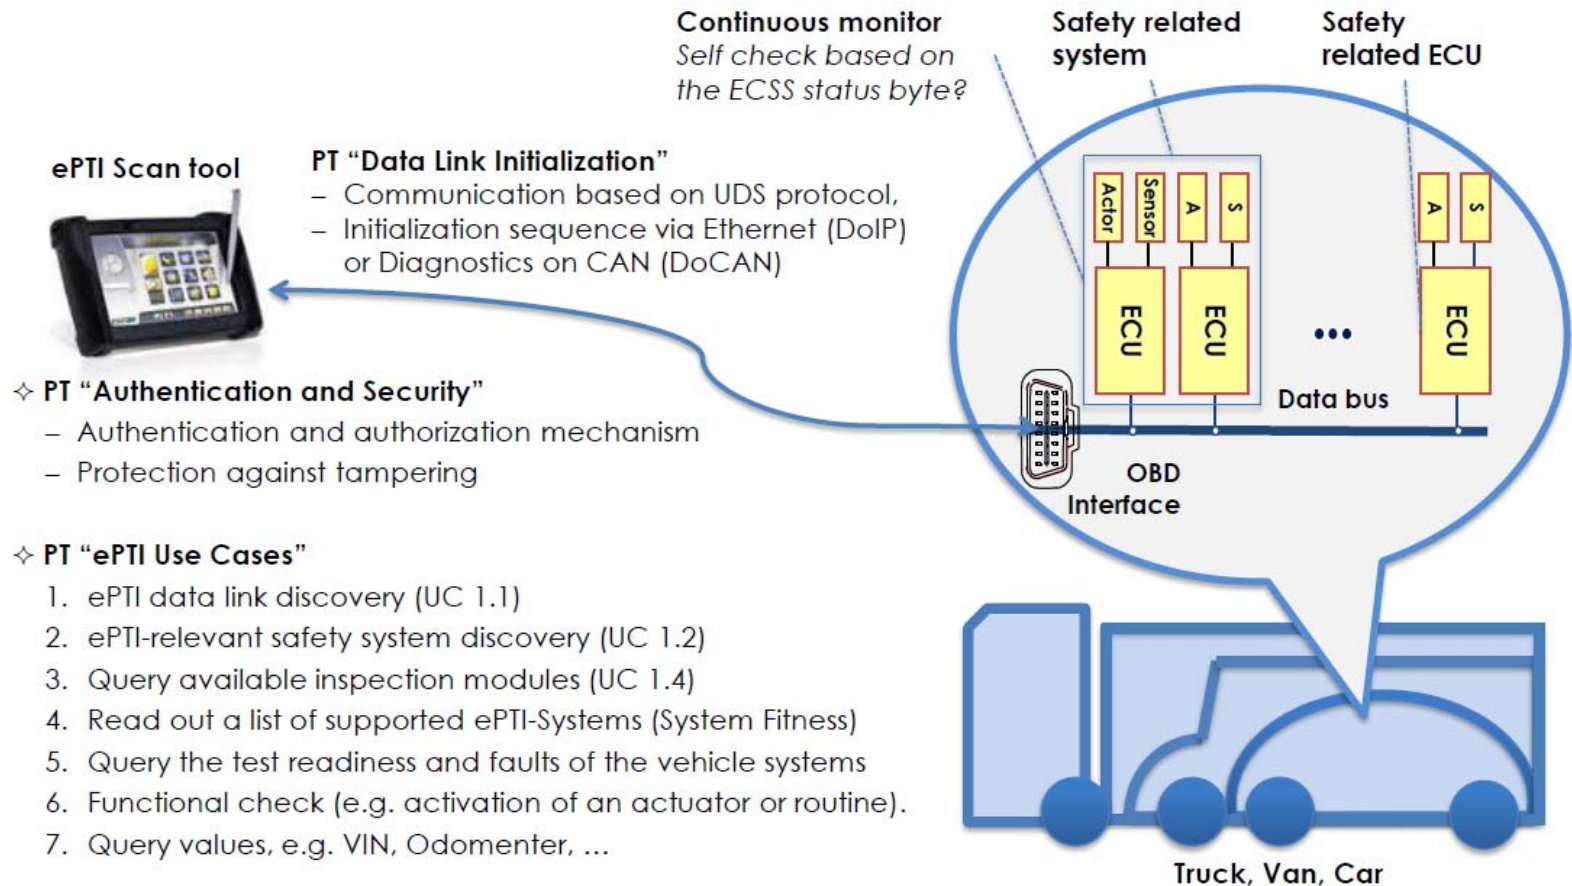 Continuous monitor
Self check based on
the ECSS status byte?
Safety related
system
Safety
related ECU
ePTI Scan tool
PT “Data Link Initialization”
– Communication based on UDS protocol,
– Initialization sequence via Ethernet (DoIP)
or Diagnostics on CAN (DoCAN)
Actor
Sensor
A
S
A
S
ECU
ECU
...
ECU
Data bus
OBD
Interface
✧ PT “Authentication and Security”
– Authentication and authorization mechanism
– Protection against tampering
✧ PT “ePTI Use Cases”
1. ePTI data link discovery (UC 1.1)
2. ePTI-relevant safety system discovery (UC 1.2)
3. Query available inspection modules (UC 1.4)
4. Read out a list of supported ePTI-Systems (System Fitness)
5. Query the test readiness and faults of the vehicle systems
6. Functional check (e.g. activation of an actuator or routine).
7. Query values, e.g. VIN, Odomenter, ...
Truck, Van, Car